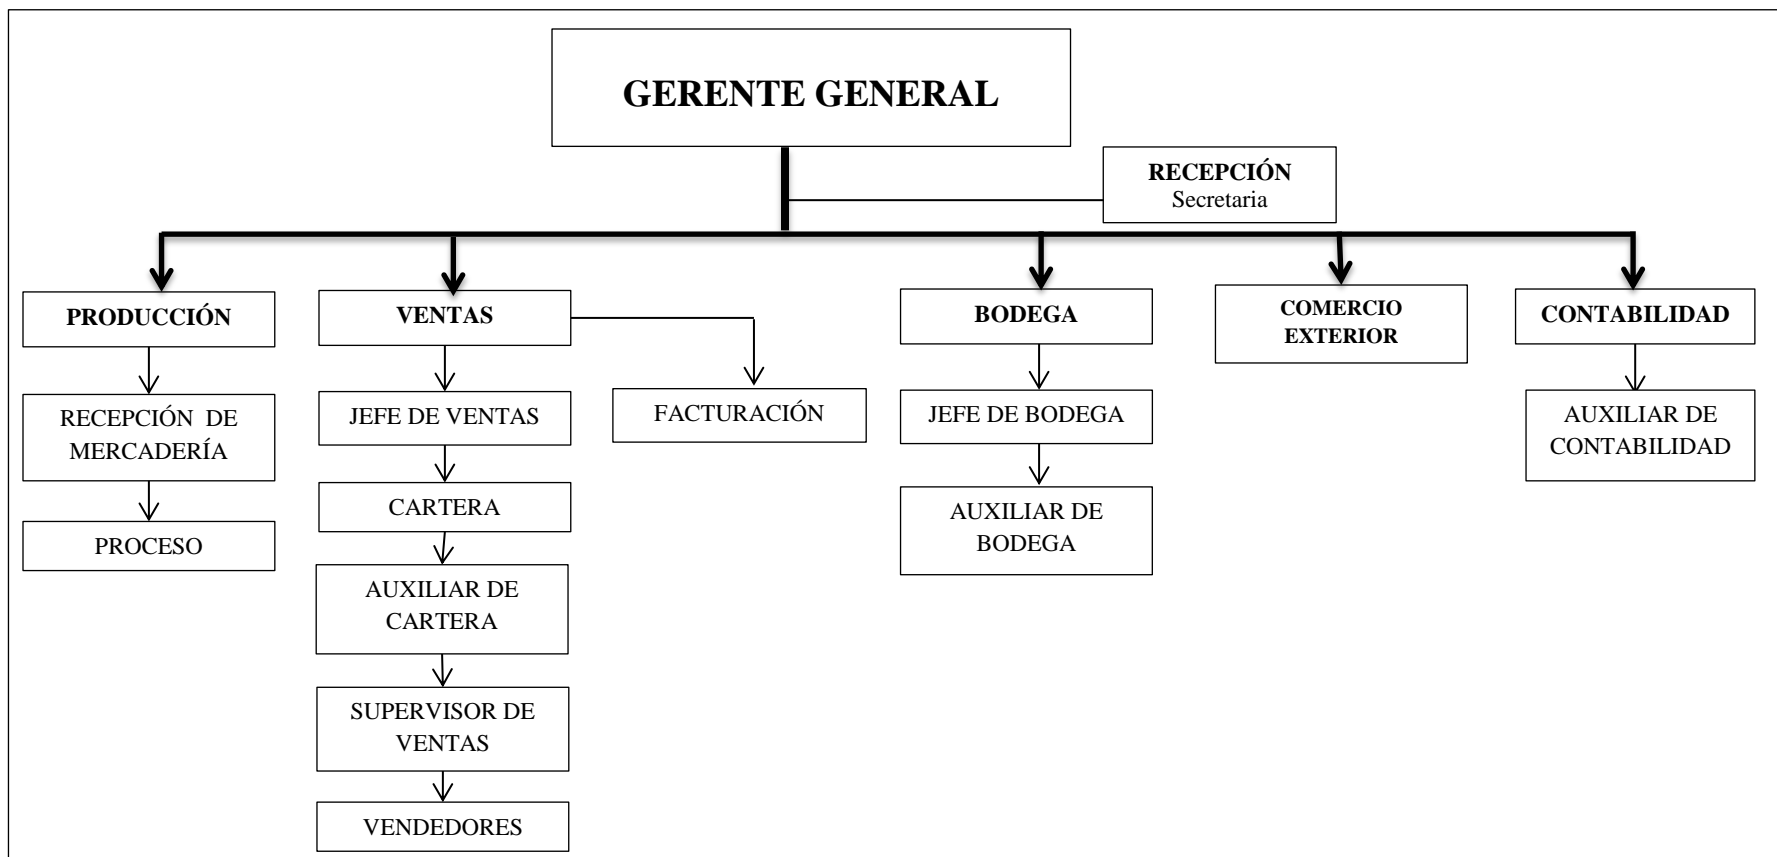 GERENTE GENERAL
RECEPCIÓN
Secretaria
PRODUCCIÓN
VENTAS
BODEGA
COMERCIO
EXTERIOR
CONTABILIDAD
RECEPCIÓN DE
MERCADERÍA
JEFE DE VENTAS
FACTURACIÓN
JEFE DE BODEGA
AUXILIAR DE
CONTABILIDAD
PROCESO
CARTERA
AUXILIAR DE
BODEGA
AUXILIAR DE
CARTERA
SUPERVISOR DE
VENTAS
VENDEDORES